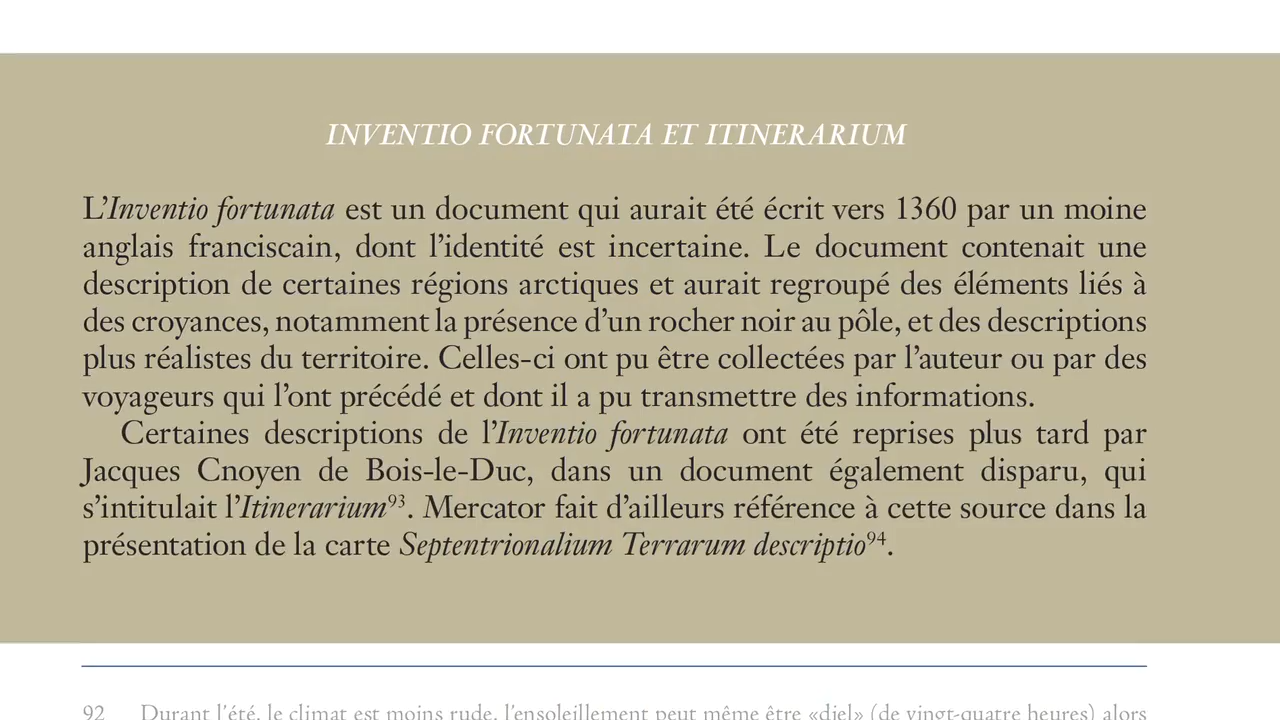 INVENTIO FORTUNATA ET ITINERARIUM
L’Inventio fortunata est un document qui aurait été écrit vers 1360 par un moine
anglais franciscain, dont l’identité est incertaine. Le document contenait une
description de certaines régions arctiques et aurait regroupé des éléments liés à
des croyances, notamment la présence d’un rocher noir au pôle, et des descriptions
plus réalistes du territoire. Celles-ci ont pu être collectées par l’auteur ou par des
voyageurs qui l’ont précédé et dont il a pu transmettre des informations.
Certaines descriptions de l’Inventio fortunata ont été reprises plus tard par
Jacques Cnoyen de Bois-le-Duc, dans un document également disparu, qui
s’intitulait l’Itinerarium93. Mercator fait d’ailleurs référence à cette source dans la
présentation de la carte Septentrionalium Terrarum descriptio94.
92 Durant l’été, le climat est moins rude, l’ensoleillement peut même être «diel» (de vingt-quatre heures) alors